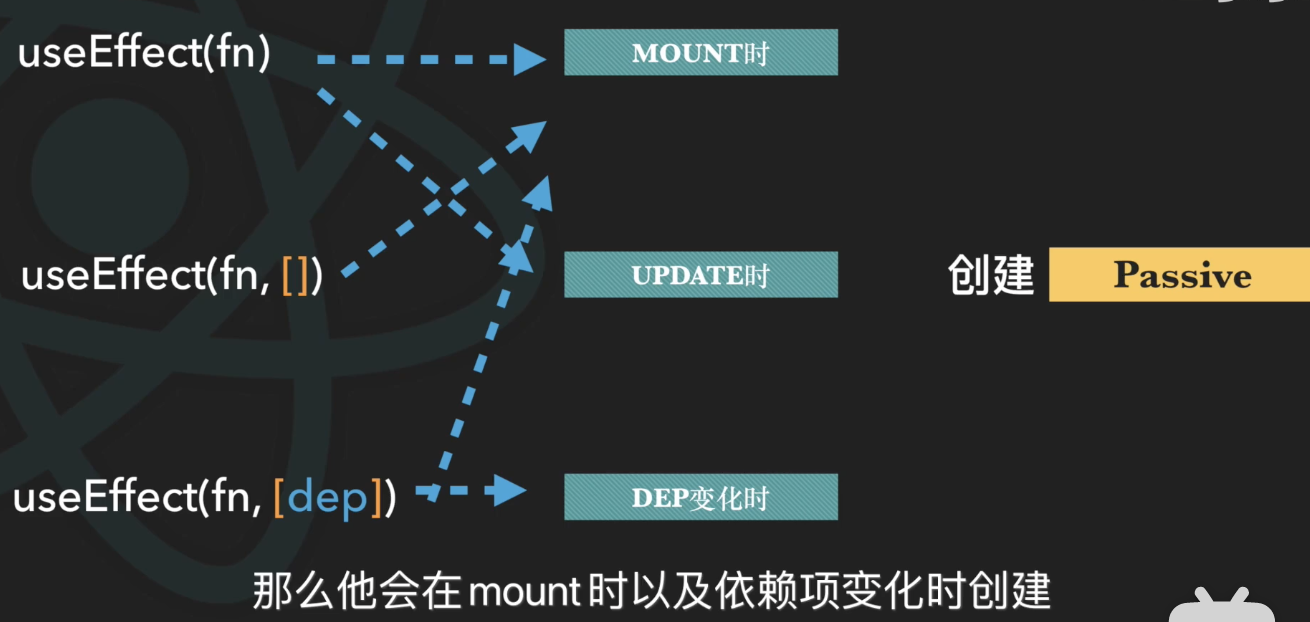 useEffect(fn)
MOUNT时
useEffect(fn, [])
UPDATE时
创建 Passive
useEffect(fn, [dep])
DEP变化时
那么他会在mount时以及依赖项变化时创建